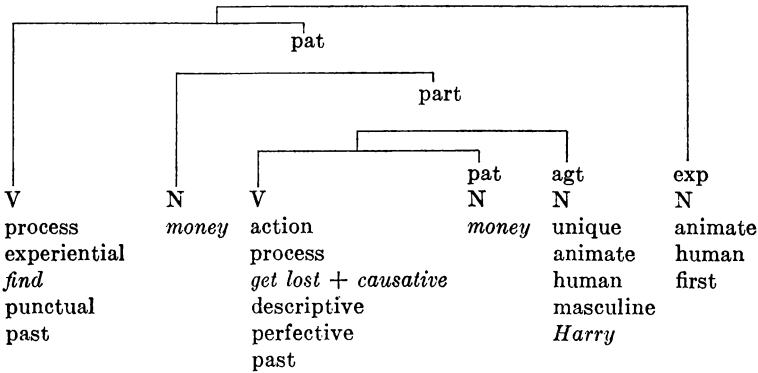 pat
part
pat agt exp
V N V N N N
process money action money unique animate
experiential process animate human
find get lost + causative human first
punctual descriptive masculine
past perfective Harry
past